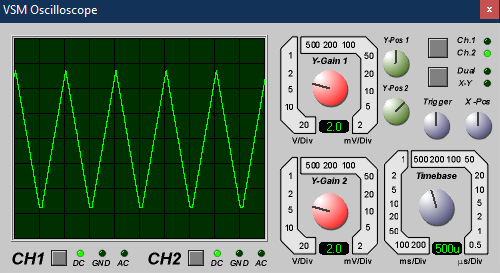 VSM Oscilloscope
x
500 200 100
1
2
5
10
20
Y-Gain 1
50
20
10
5
2
2.0
V/Div
mV/Div
Y-Pos 1
Y-Pos 2
Ch.1
Ch.2
Dual
X-Y
Trigger
X -Pos
500 200 100
1
2
5
10
20
Y-Gain 2
50
20
10
5
2
2.0
V/Div
mV/Div
500 200 100 50
1
2
5
10
20
50
100 200
Timebase
20
10
5
2
1
0.5
500u
ms/Div
µs/Div
CH1
DC GND AC
CH2
DC GND AC